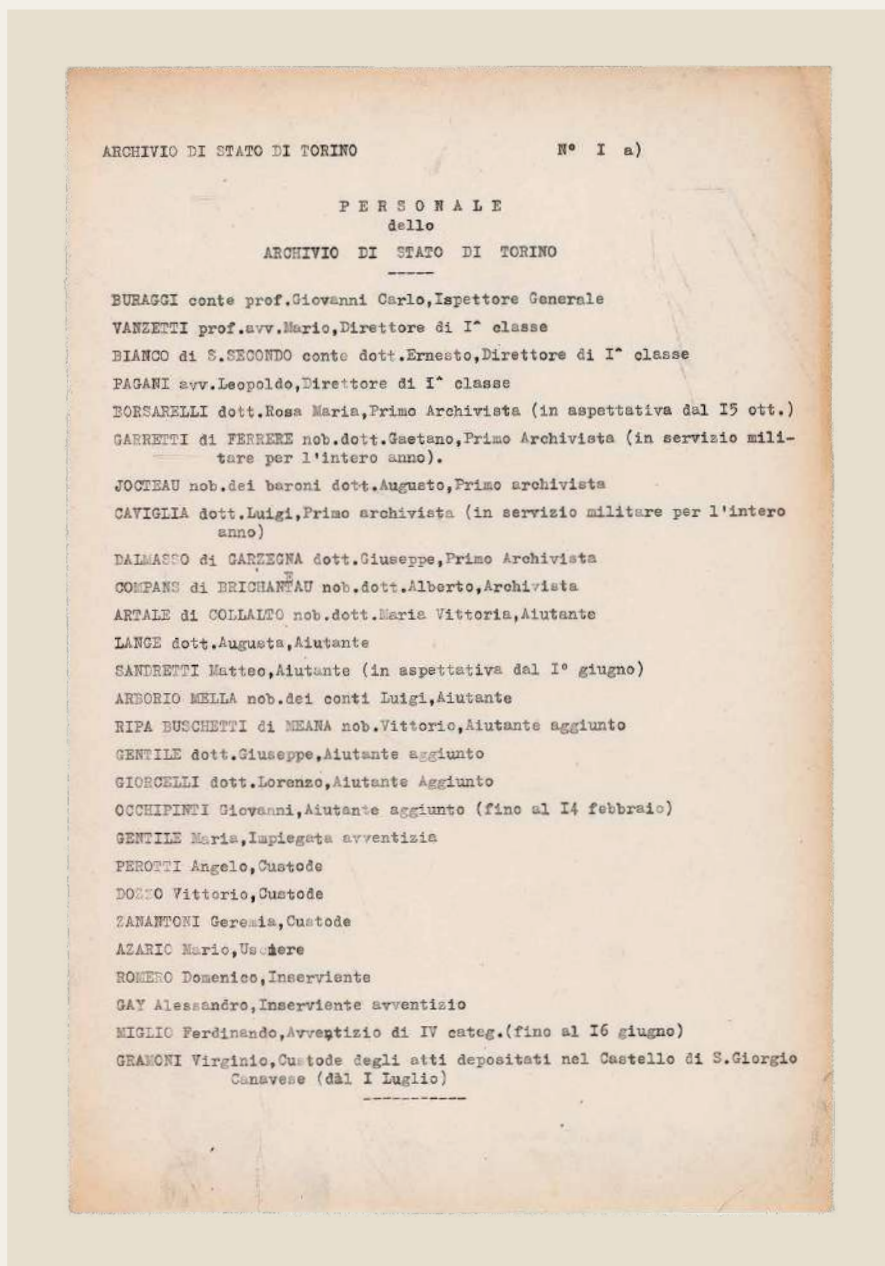 ARCHIVIO DI STATO DI TORINO N° I a)
P E R S O N A L E
dello
ARCHIVIO DI STATO DI TORINO
BURAGGI conte prof.Giovanni Carlo,Ispettore Generale
VANZETTI prof.avv.Mario,Direttore di I^ classe
BIANCO di S.SECONDO conte dott.Ernesto,Direttore di I^ classe
PAGANI avv.Leopoldo,Direttore di I^ classe
BORSARELLI dott.Rosa Maria,Primo Archivista (in aspettativa dal I5 ott.)
GARRETTI di FERRERE nob.dott.Gaetano,Primo Archivista (in servizio mili-
tare per l'intero anno).
JOCTEAU nob.dei baroni dott.Augusto,Primo archivista
CAVIGLIA dott.Luigi,Primo archivista (in servizio militare per l'intero
anno)
DALMASSO di GARZEGNA dott.Giuseppe,Primo Archivista
COMPANS di BRICHANTEAU nob.dott.Alberto,Archivista
ARTALE di COLLALTO nob.dott.Maria Vittoria,Aiutante
LANGE dott.Augusta,Aiutante
SANDRETTI Matteo,Aiutante (in aspettativa dal I° giugno)
ARBORIO MELLA nob.dei conti Luigi,Aiutante
RIPA BUSCHETTI di MEANA nob.Vittorio,Aiutante aggiunto
GENTILE dott.Giuseppe,Aiutante aggiunto
GIORCELLI dott.Lorenzo,Aiutante Aggiunto
OCCHIPINTI Giovanni,Aiutante aggiunto (fino al I4 febbraio)
GENTILE Maria,Impiegata avventizia
PEROTTI Angelo,Custode
DOZZO Vittorio,Custode
ZANANTONI Geremia,Custode
AZARIO Mario,Usciere
ROMERO Domenico,Inserviente
GAY Alessandro,Inserviente avventizio
MIGLIO Ferdinando,Avventizio di IV categ.(fino al I6 giugno)
GRAMONI Virginio,Custode degli atti depositati nel Castello di S.Giorgio
Canavese (dal I Luglio)